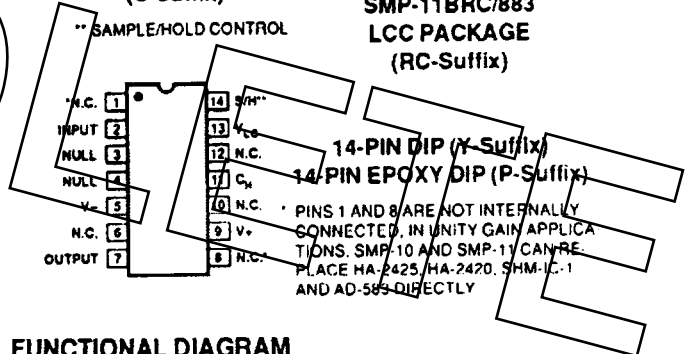 ** SAMPLE/HOLD CONTROL
SMP-11BRC/883
LCC PACKAGE
(RC-Suffix)
*N.C. 1
INPUT 2
NULL 3
NULL 4
V– 5
N.C. 6
OUTPUT 7
14 S/H**
13 VLG
12 N.C.
11 CH
10 N.C.
9 V+
8 N.C.*
14-PIN DIP (Y-Suffix)
14-PIN EPOXY DIP (P-Suffix)
* PINS 1 AND 8 ARE NOT INTERNALLY
CONNECTED, IN UNITY GAIN APPLICA
TIONS. SMP-10 AND SMP-11 CAN RE-
PLACE HA-2425, HA-2420, SHM-IC-1
AND AD-583 DIRECTLY
FUNCTIONAL DIAGRAM